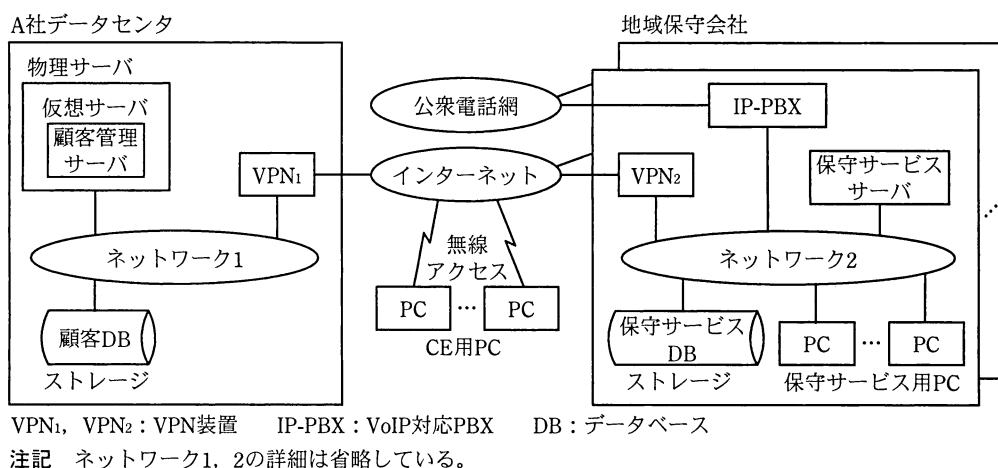 A社データセンタ
物理サーバ
仮想サーバ
顧客管理
サーバ
VPN1
ネットワーク1
顧客DB
ストレージ
公衆電話網
インターネット
無線
アクセス
PC … PC
CE用PC
地域保守会社
IP-PBX
VPN2
保守サービス
サーバ
…
ネットワーク2
保守サービス
DB
ストレージ
PC … PC
保守サービス用PC
VPN1，VPN2：VPN装置 IP-PBX：VoIP対応PBX DB：データベース
注記 ネットワーク1，2の詳細は省略している。